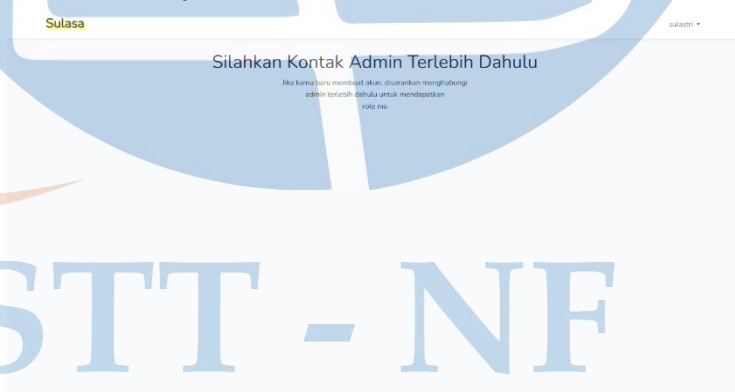 Sulasa
sulastri
Silahkan Kontak Admin Terlebih Dahulu
Jika kamu baru membuat akun, disarankan menghubungi
admin terlebih dahulu untuk mendapatkan
role mu
STT - NF